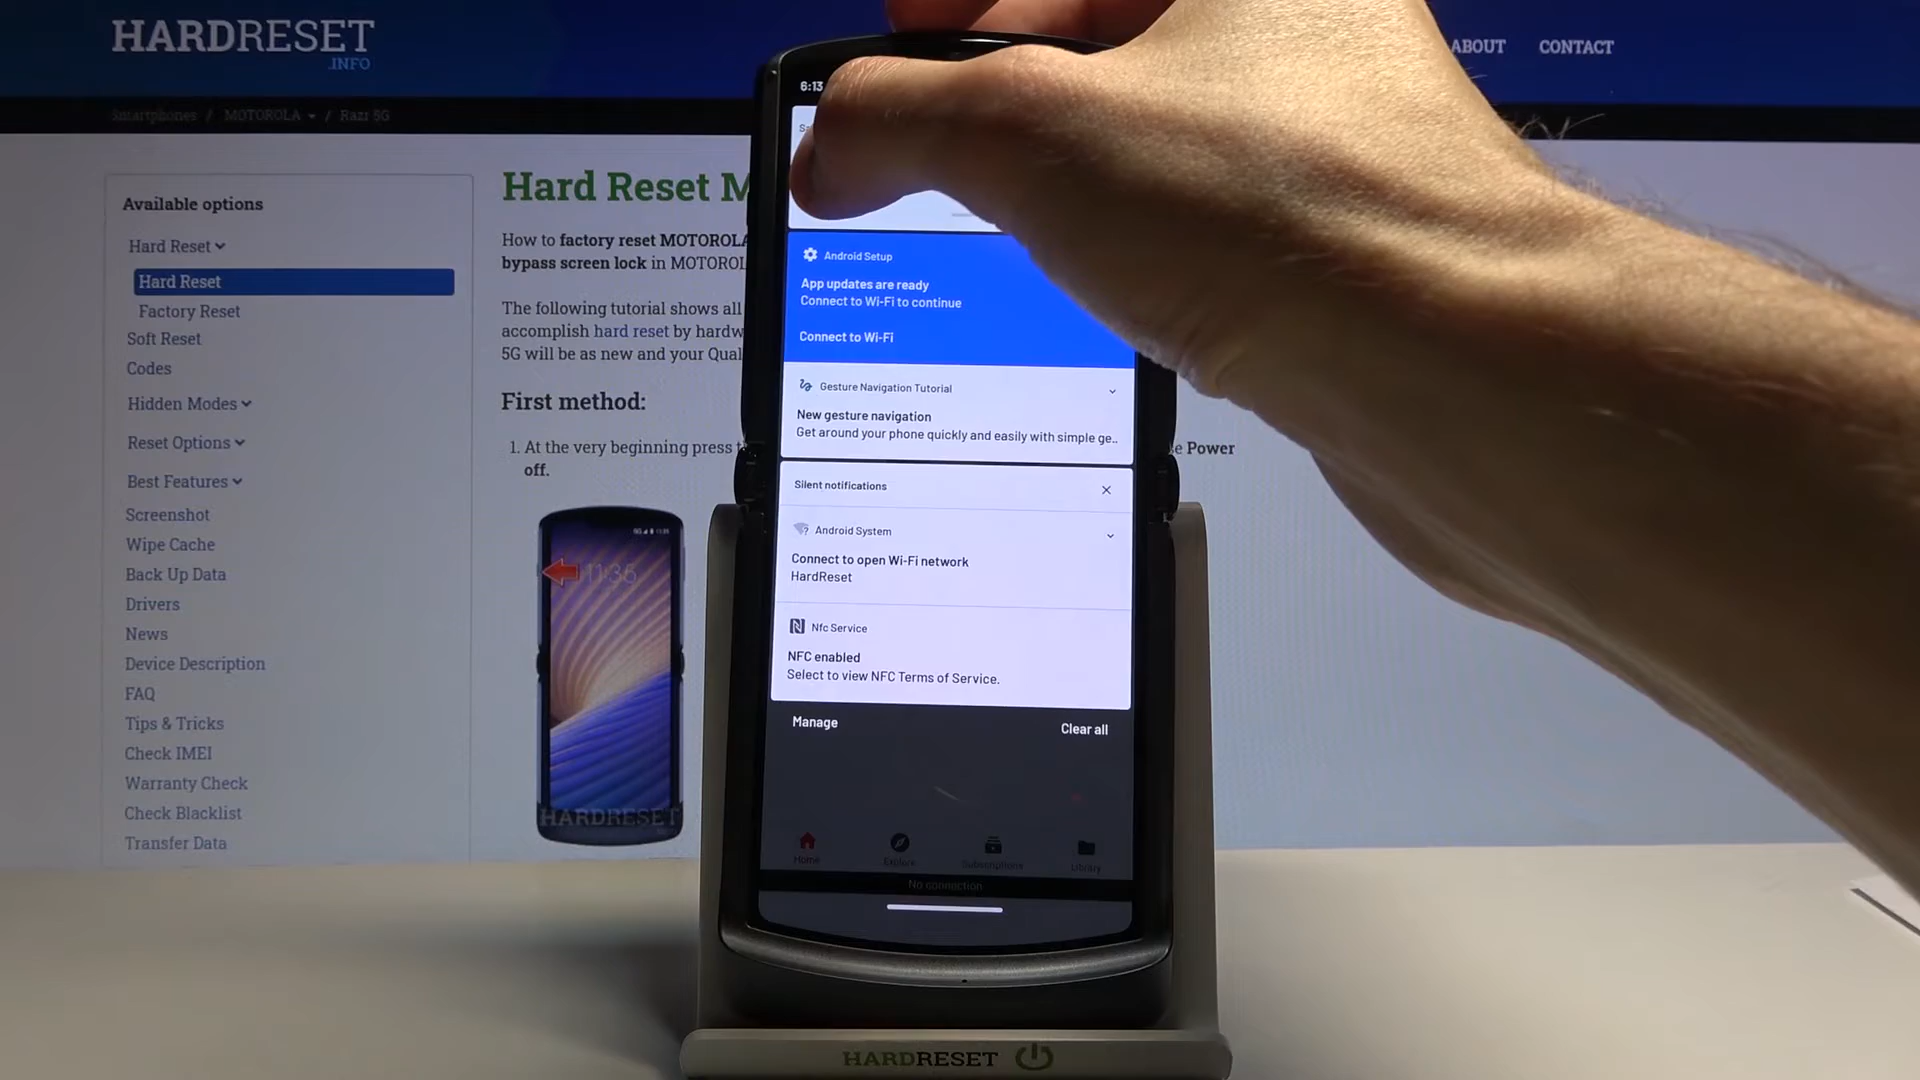 HARDRESET
.INFO
ABOUT
CONTACT
Smartphones / MOTOROLA / Razr 5G
Available options
Hard Reset
Hard Reset
Factory Reset
Soft Reset
Codes
Hidden Modes
Reset Options
Best Features
Screenshot
Wipe Cache
Back Up Data
Drivers
News
Device Description
FAQ
Tips & Tricks
Check IMEI
Warranty Check
Check Blacklist
Transfer Data
Hard Reset M
How to factory reset MOTOROLA
bypass screen lock in MOTOROL
The following tutorial shows all
accomplish hard reset by hardw
5G will be as new and your Qual
First method:
1. At the very beginning press t
e Power
off.
11:36
HARDRESET
6:13
Android Setup
App updates are ready
Connect to Wi-Fi to continue
Connect to Wi-Fi
Gesture Navigation Tutorial
New gesture navigation
Get around your phone quickly and easily with simple ge..
Silent notifications
Android System
Connect to open Wi-Fi network
HardReset
Nfc Service
NFC enabled
Select to view NFC Terms of Service.
Manage
Clear all
Home
Explore
Subscriptions
Library
No connection
HARDRESET